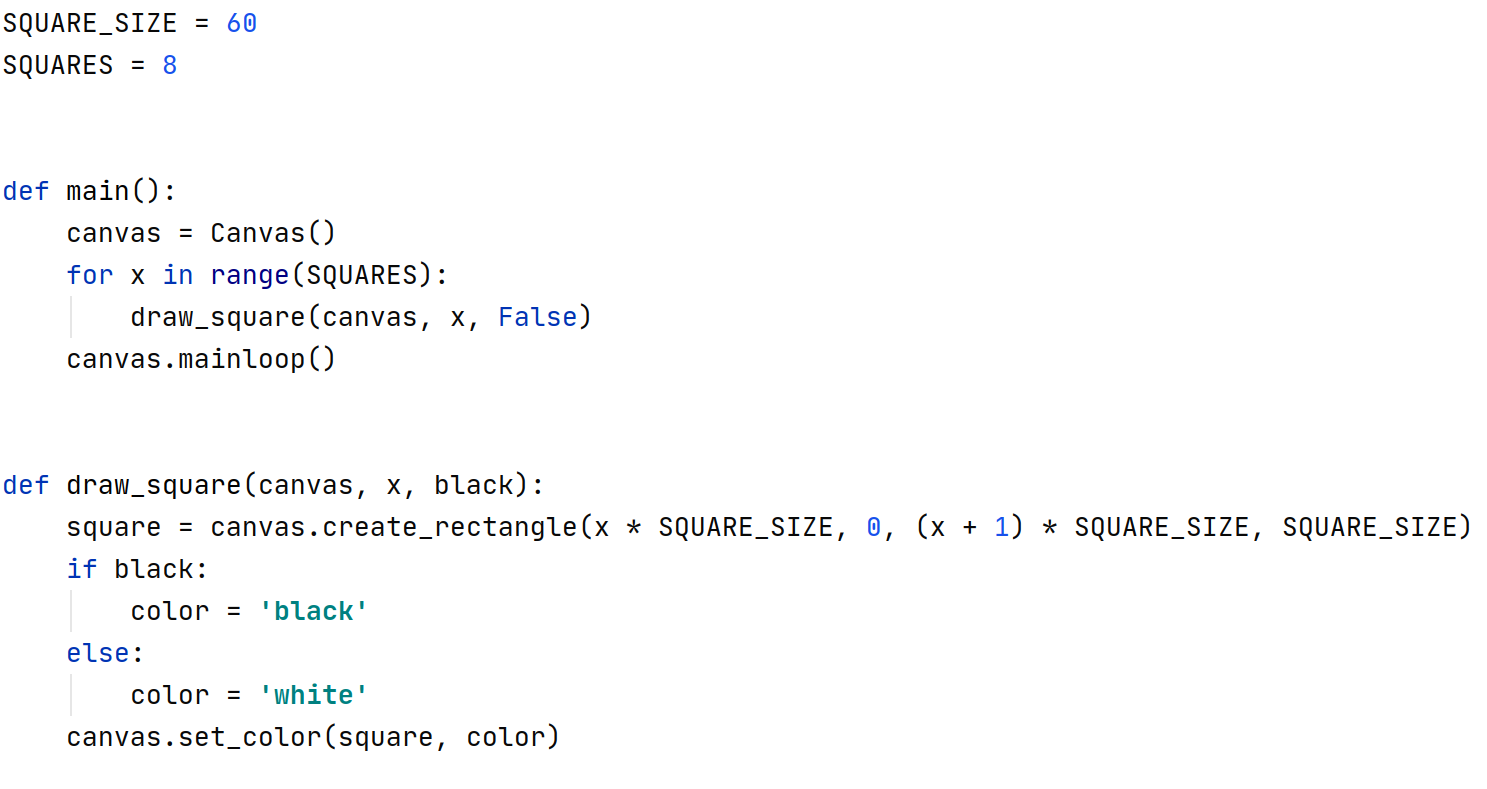 SQUARE_SIZE = 60
SQUARES = 8
def main():
    canvas = Canvas()
    for x in range(SQUARES):
        draw_square(canvas, x, False)
    canvas.mainloop()
def draw_square(canvas, x, black):
    square = canvas.create_rectangle(x * SQUARE_SIZE, 0, (x + 1) * SQUARE_SIZE, SQUARE_SIZE)
    if black:
        color = 'black'
    else:
        color = 'white'
    canvas.set_color(square, color)